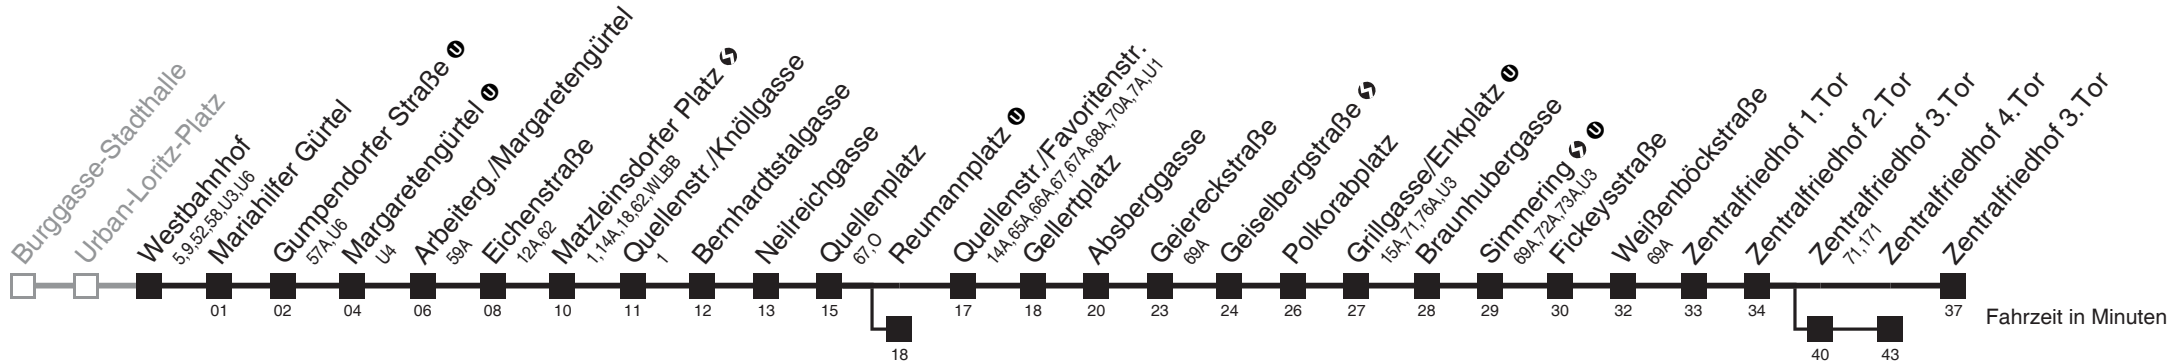 Burggasse-Stadthalle
Urban-Loritz-Platz
Westbahnhof
5,9,52,58,U3,U6
Mariahilfer Gürtel
Gumpendorfer Straße U
57A,U6
Margaretengürtel U
U4
Arbeiterg./Margaretengürtel
59A
Eichenstraße
12A,62
Matzleinsdorfer Platz
1,14A,18,62,WLBB
Quellenstr./Knöllgasse
1
Bernhardtstalgasse
Neilreichgasse
Quellenplatz
67,O
Reumannplatz U
Quellenstr./Favoritenstr.
14A,65A,66A,67,67A,68A,70A,7A,U1
Gellertplatz
Absberggasse
Geiereckstraße
69A
Geiselbergstraße
Polkorabplatz
Grillgasse/Enkplatz U
15A,71,76A,U3
Braunhubergasse
Simmering U
69A,72A,73A,U3
Fickeysstraße
Weißenböckstraße
69A
Zentralfriedhof 1.Tor
Zentralfriedhof 2.Tor
Zentralfriedhof 3.Tor
71,171
Zentralfriedhof 4.Tor
Zentralfriedhof 3.Tor
01 02 04 06 08 10 11 12 13 15 17 18 20 23 24 26 27 28 29 30 32 33 34 37
Fahrzeit in Minuten
18 40 43